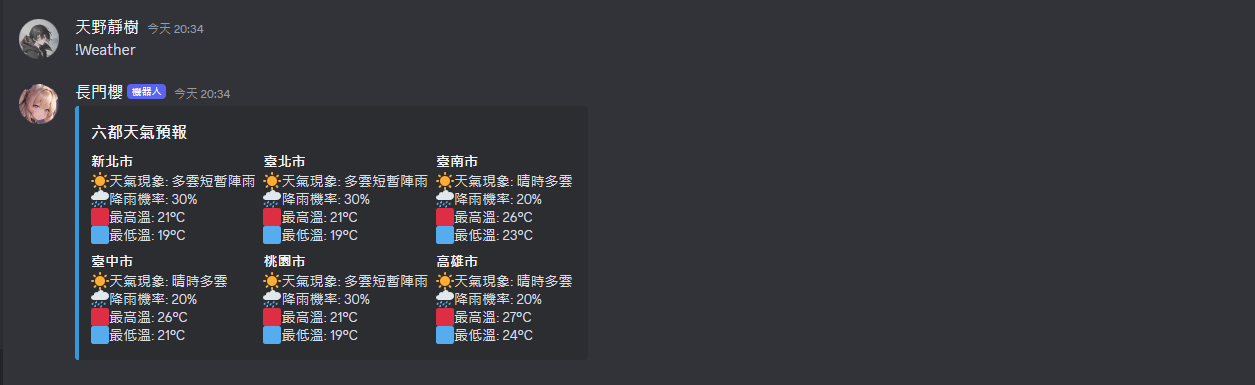 天野靜樹 今天 20:34
!Weather
長門櫻 機器人 今天 20:34
六都天氣預報
新北市
天氣現象: 多雲短暫陣雨
降雨機率: 30%
最高溫: 21°C
最低溫: 19°C
臺北市
天氣現象: 多雲短暫陣雨
降雨機率: 30%
最高溫: 21°C
最低溫: 19°C
臺南市
天氣現象: 晴時多雲
降雨機率: 20%
最高溫: 26°C
最低溫: 23°C
臺中市
天氣現象: 晴時多雲
降雨機率: 20%
最高溫: 26°C
最低溫: 21°C
桃園市
天氣現象: 多雲短暫陣雨
降雨機率: 30%
最高溫: 21°C
最低溫: 19°C
高雄市
天氣現象: 晴時多雲
降雨機率: 20%
最高溫: 27°C
最低溫: 24°C